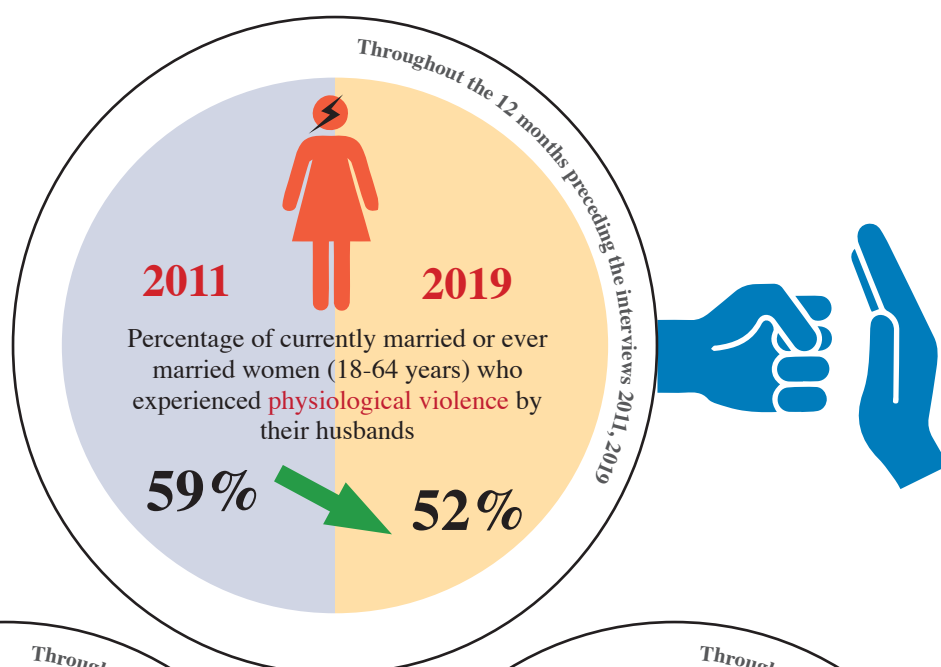 Throughout the 12 months preceding the interviews 2011, 2019
2011
2019
Percentage of currently married or ever
married women (18-64 years) who
experienced physiological violence by
their husbands
59%
52%